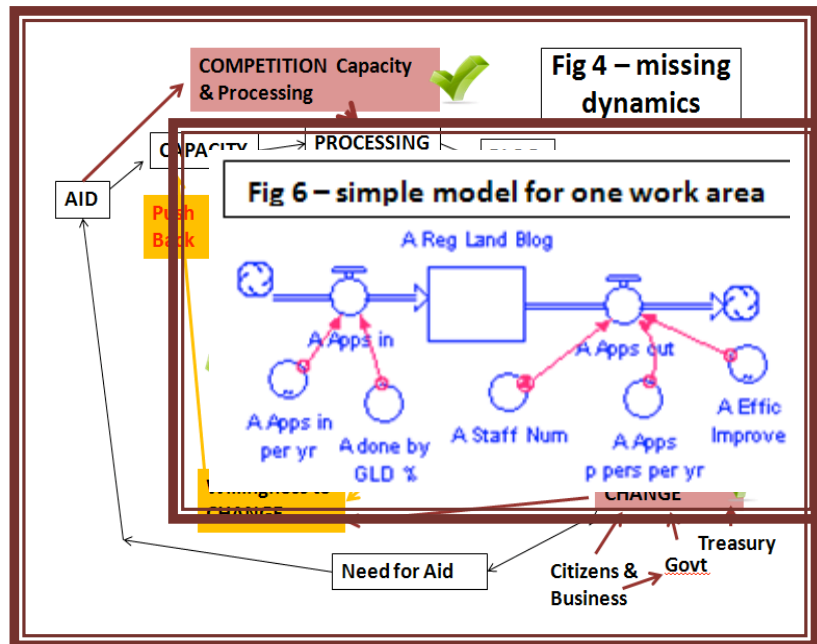 COMPETITION Capacity
& Processing
Fig 4 – missing
dynamics
CAPACITY
PROCESSING
AID
Push
Back
Fig 6 – simple model for one work area
A Reg Land Blog
A Apps in
A Apps out
A Apps in
per yr
A done by
GLD %
A Staff Num
A Apps
p pers per yr
A Effic
Improve
CHANGE
CHANGE
Need for Aid
Citizens &
Business
Govt
Treasury